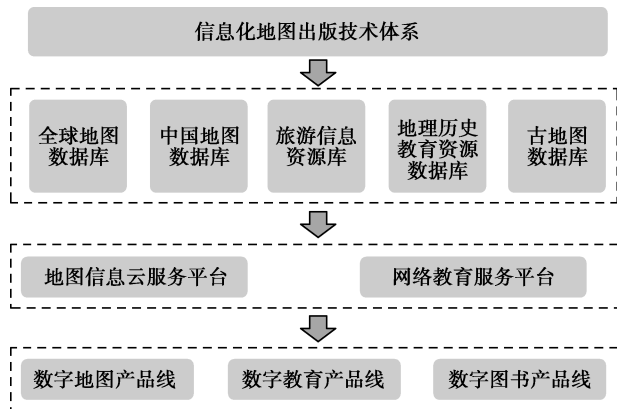 信息化地图出版技术体系
全球地图
数据库
中国地图
数据库
旅游信息
资源库
地理历史
教育资源
数据库
古地图
数据库
地图信息云服务平台
网络教育服务平台
数字地图产品线
数字教育产品线
数字图书产品线